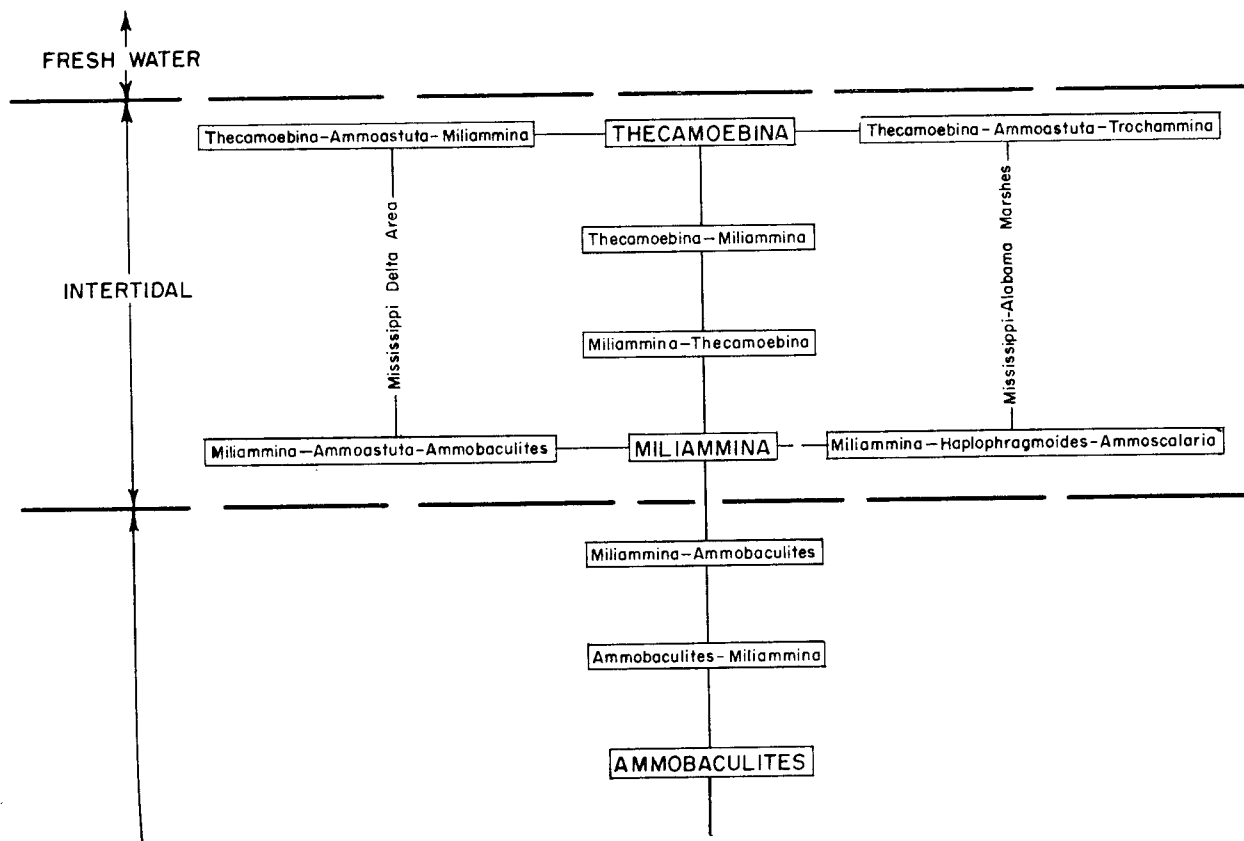 FRESH WATER
Thecamoebina-Ammoastuta-Miliammina
THECAMOEBINA
Thecamoebina-Ammoastuta-Trochammina
Thecamoebina-Miliammina
INTERTIDAL
Mississippi Delta Area
Mississippi-Alabama Marshes
Miliammina-Thecamoebina
Miliammina-Ammoastuta-Ammobaculites
MILIAMMINA
Miliammina-Haplophragmoides-Ammoscalaria
Miliammina-Ammobaculites
Ammobaculites-Miliammina
AMMOBACULITES